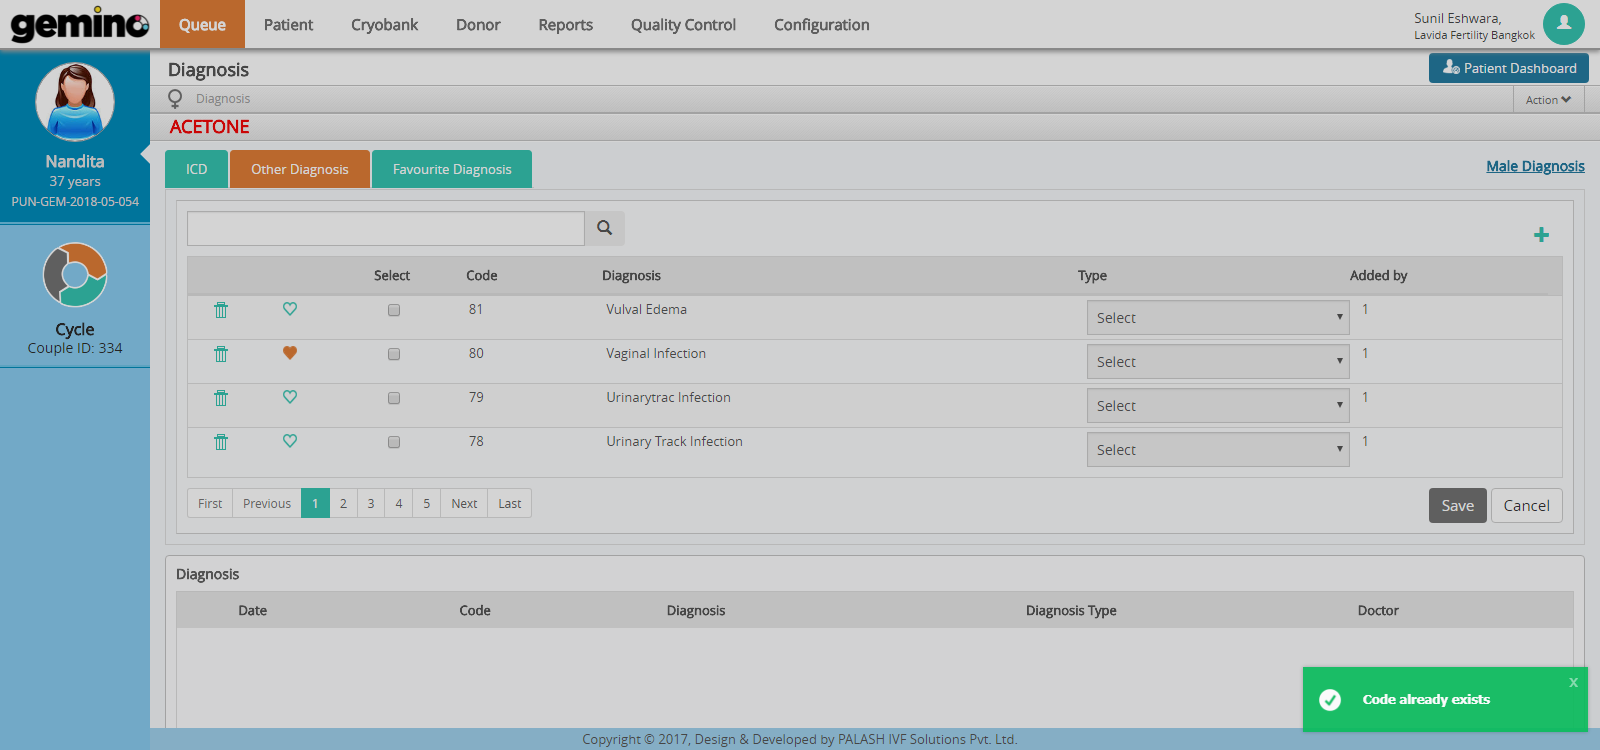 gemino
Queue Patient Cryobank Donor Reports Quality Control Configuration
Sunil Eshwara,
Lavida Fertility Bangkok
Nandita
37 years
PUN-GEM-2018-05-054
Cycle
Couple ID: 334
Diagnosis
Patient Dashboard
Diagnosis
Action
ACETONE
ICD Other Diagnosis Favourite Diagnosis
Male Diagnosis
Select Code Diagnosis Type Added by
81 Vulval Edema Select 1
80 Vaginal Infection Select 1
79 Urinarytrac Infection Select 1
78 Urinary Track Infection Select 1
First Previous 1 2 3 4 5 Next Last
Save Cancel
Diagnosis
Date Code Diagnosis Diagnosis Type Doctor
x
Code already exists
Copyright © 2017, Design & Developed by PALASH IVF Solutions Pvt. Ltd.